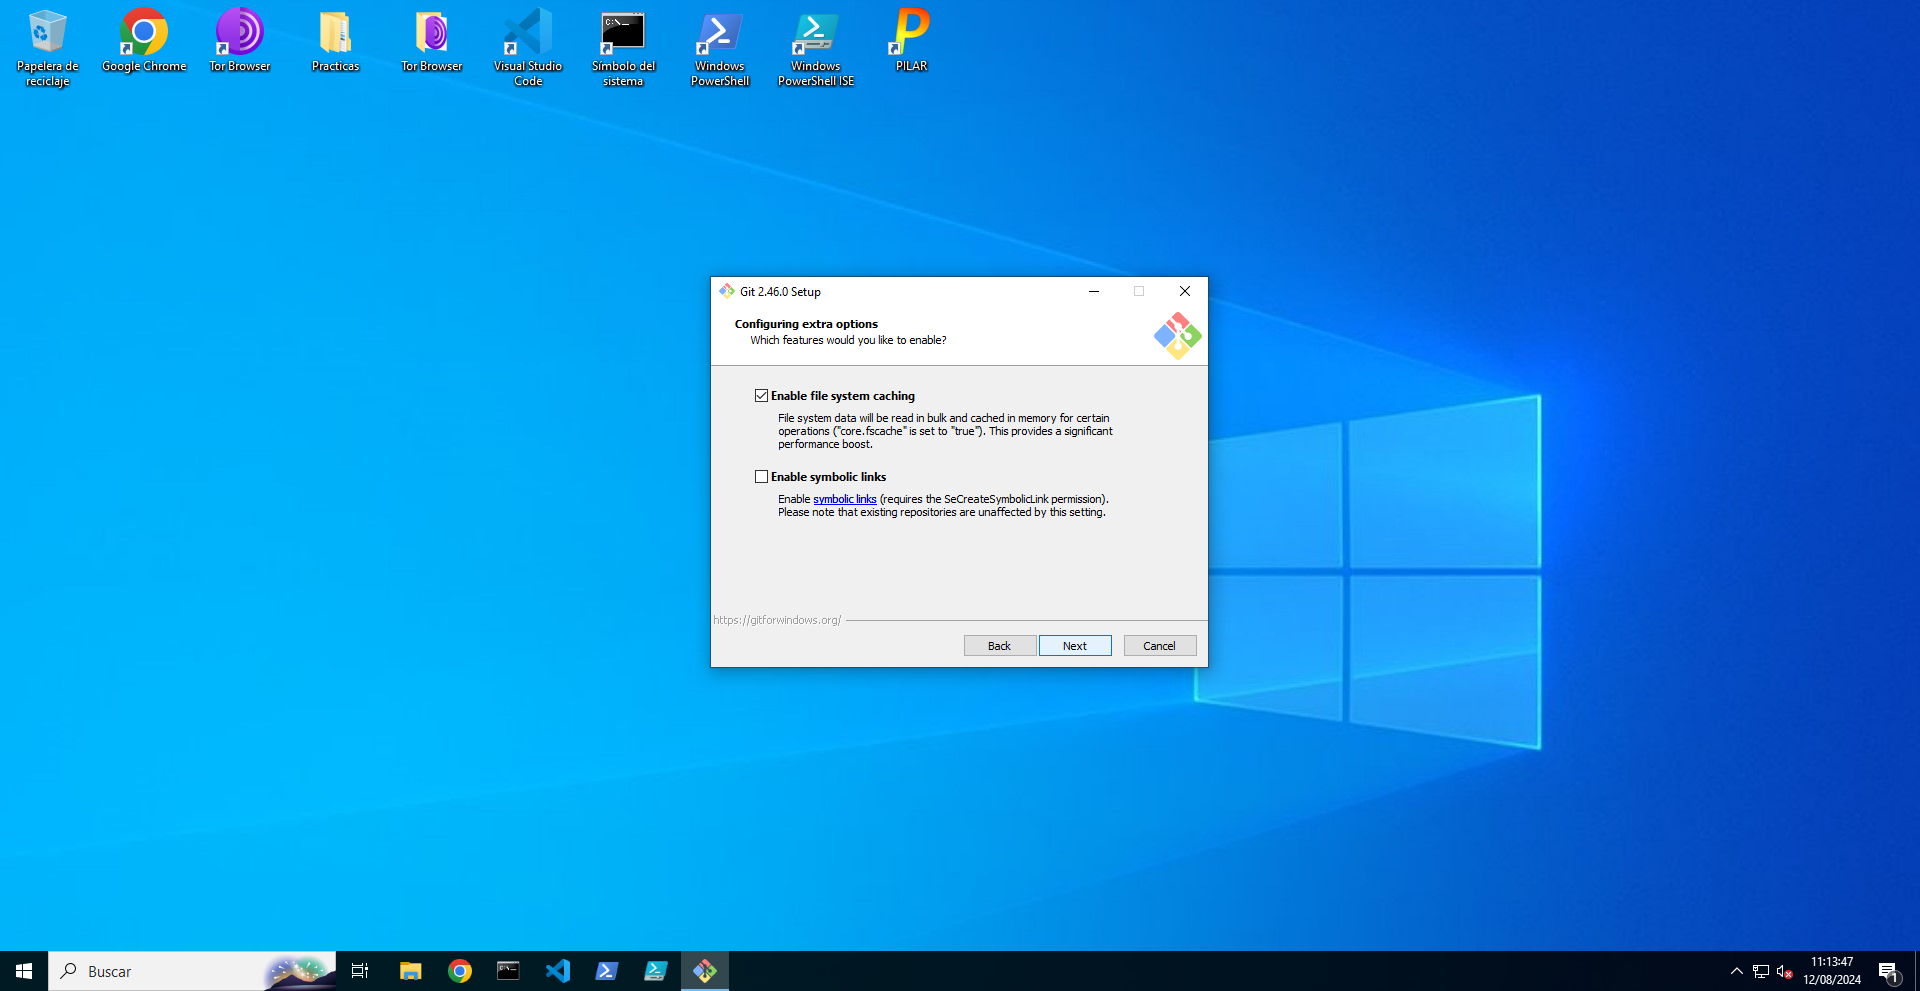 Papelera de
reciclaje
Google Chrome
Tor Browser
Practicas
Tor Browser
Visual Studio
Code
Símbolo del
sistema
Windows
PowerShell
Windows
PowerShell ISE
PILAR
Git 2.46.0 Setup
Configuring extra options
Which features would you like to enable?
Enable file system caching
File system data will be read in bulk and cached in memory for certain
operations ("core.fscache" is set to "true"). This provides a significant
performance boost.
Enable symbolic links
Enable symbolic links (requires the SeCreateSymbolicLink permission).
Please note that existing repositories are unaffected by this setting.
https://gitforwindows.org/
Back
Next
Cancel
Buscar
11:13:47
12/08/2024
1